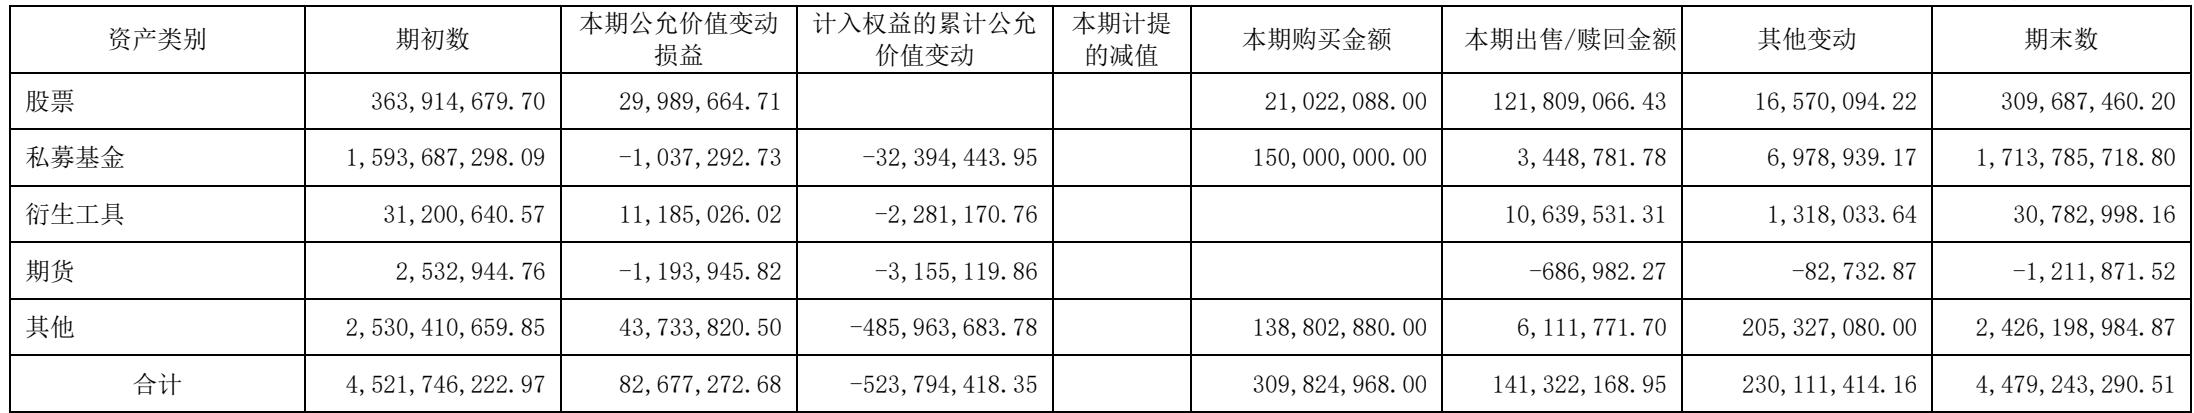 资产类别 期初数 本期公允价值变动损益 计入权益的累计公允价值变动 本期计提的减值 本期购买金额 本期出售/赎回金额 其他变动 期末数
股票 363,914,679.70 29,989,664.71 21,022,088.00 121,809,066.43 16,570,094.22 309,687,460.20
私募基金 1,593,687,298.09 -1,037,292.73 -32,394,443.95 150,000,000.00 3,448,781.78 6,978,939.17 1,713,785,718.80
衍生工具 31,200,640.57 11,185,026.02 -2,281,170.76 10,639,531.31 1,318,033.64 30,782,998.16
期货 2,532,944.76 -1,193,945.82 -3,155,119.86 -686,982.27 -82,732.87 -1,211,871.52
其他 2,530,410,659.85 43,733,820.50 -485,963,683.78 138,802,880.00 6,111,771.70 205,327,080.00 2,426,198,984.87
合计 4,521,746,222.97 82,677,272.68 -523,794,418.35 309,824,968.00 141,322,168.95 230,111,414.16 4,479,243,290.51